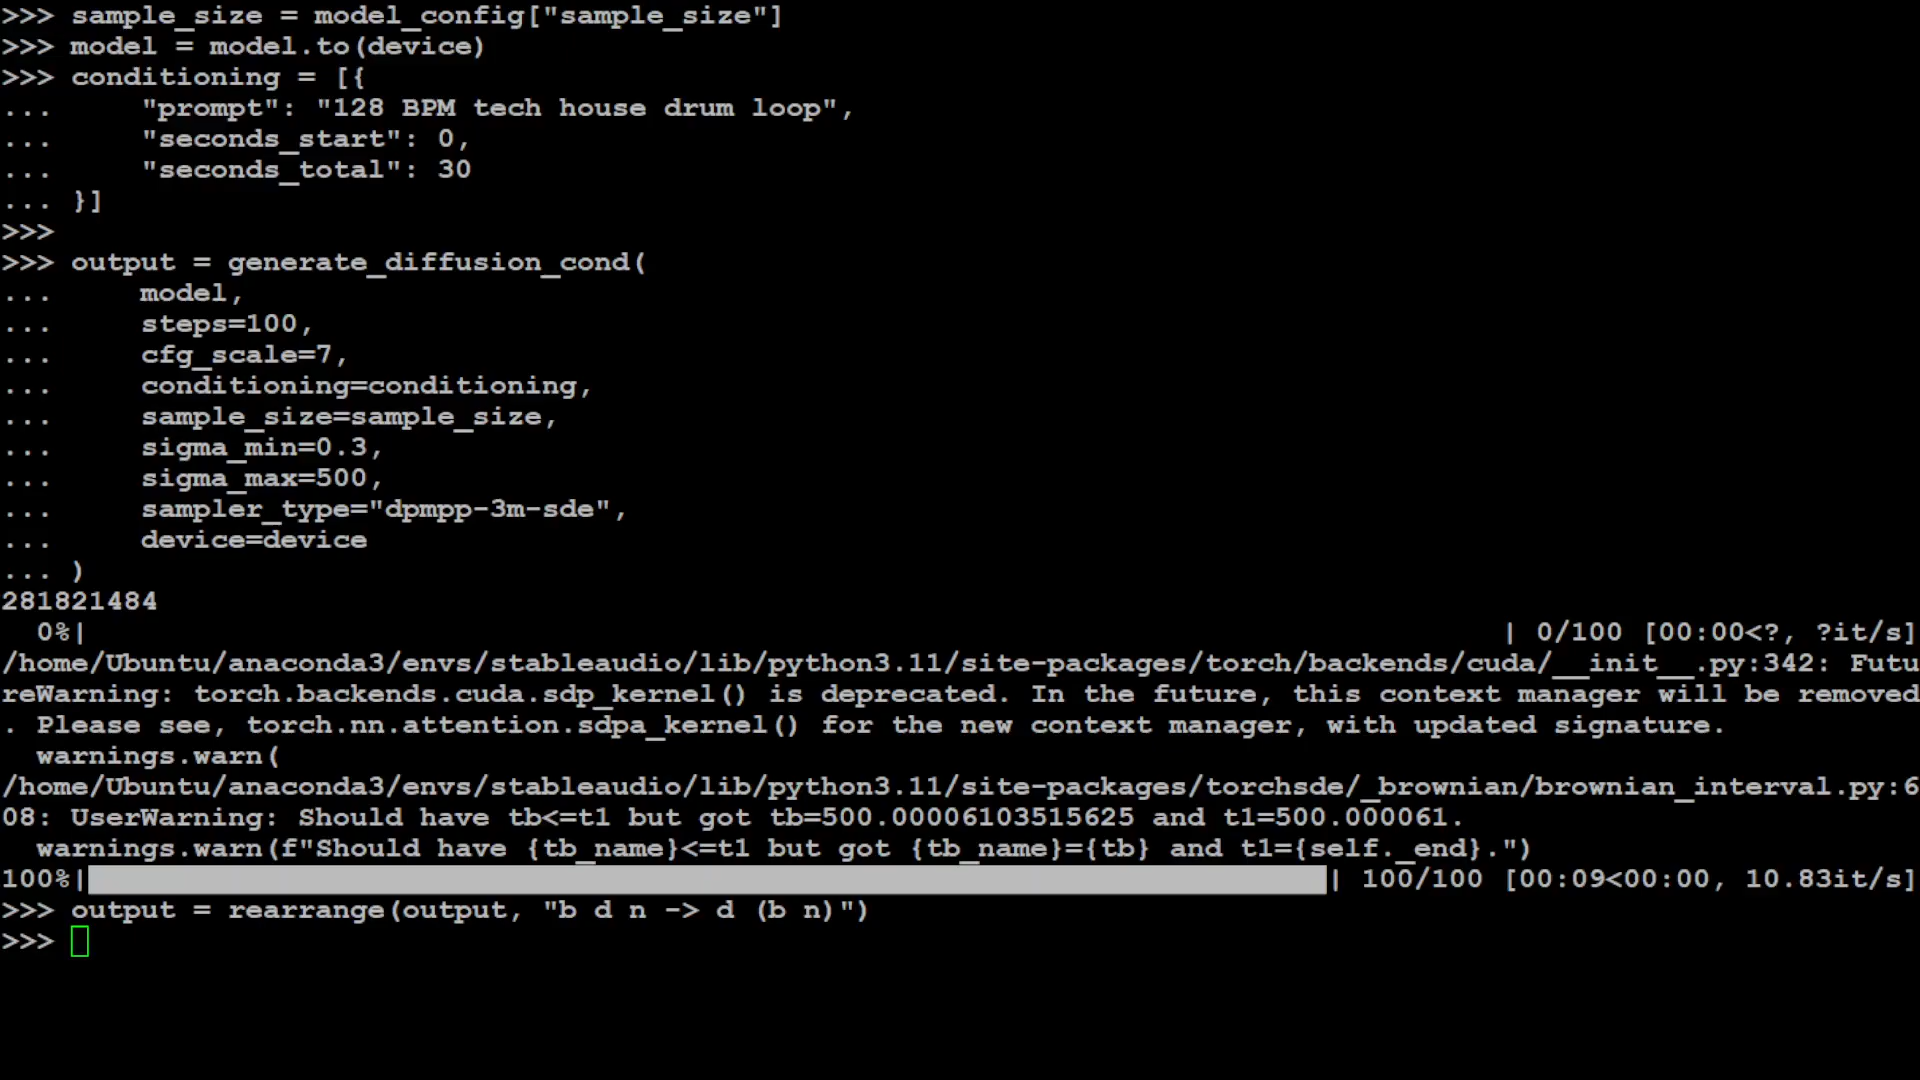 >>> sample_size = model_config["sample_size"]
>>> model = model.to(device)
>>> conditioning = [{
...     "prompt": "128 BPM tech house drum loop",
...     "seconds_start": 0,
...     "seconds_total": 30
... }]
>>>
>>> output = generate_diffusion_cond(
...     model,
...     steps=100,
...     cfg_scale=7,
...     conditioning=conditioning,
...     sample_size=sample_size,
...     sigma_min=0.3,
...     sigma_max=500,
...     sampler_type="dpmpp-3m-sde",
...     device=device
... )
281821484
  0%|                                                                                  | 0/100 [00:00<?, ?it/s]
/home/Ubuntu/anaconda3/envs/stableaudio/lib/python3.11/site-packages/torch/backends/cuda/__init__.py:342: Futu
reWarning: torch.backends.cuda.sdp_kernel() is deprecated. In the future, this context manager will be removed
. Please see, torch.nn.attention.sdpa_kernel() for the new context manager, with updated signature.
  warnings.warn(
/home/Ubuntu/anaconda3/envs/stableaudio/lib/python3.11/site-packages/torchsde/_brownian/brownian_interval.py:6
08: UserWarning: Should have tb<=t1 but got tb=500.00006103515625 and t1=500.000061.
  warnings.warn(f"Should have {tb_name}<=t1 but got {tb_name}={tb} and t1={self._end}.")
100%|                                                                       | 100/100 [00:09<00:00, 10.83it/s]
>>> output = rearrange(output, "b d n -> d (b n)")
>>>